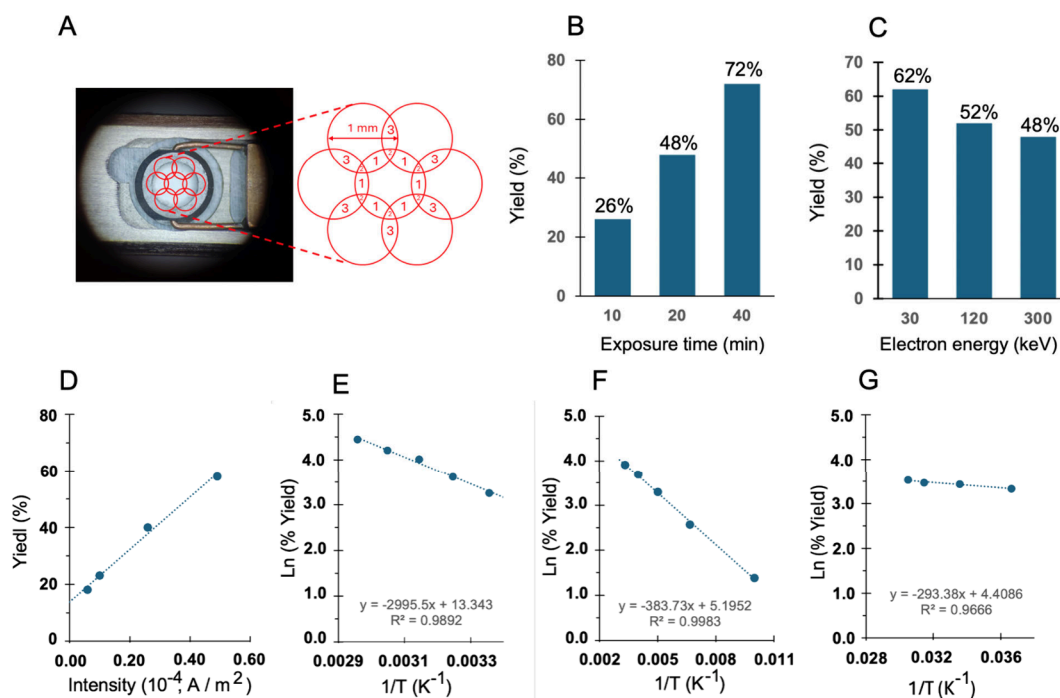 A
1 mm
3
3 2 1 2 1 2 3
1 1
3 2 1 2 1 2 3
3
B
Yield (%)
80
60
40
20
0
26%
48%
72%
10 20 40
Exposure time (min)
C
Yield (%)
70
60
50
40
30
20
10
0
62%
52%
48%
30 120 300
Electron energy (keV)
D
Yiedl (%)
80
60
40
20
0
0.00 0.20 0.40 0.60
Intensity (10⁻⁴; A / m²)
E
Ln (% Yield)
5.0
4.0
3.0
2.0
1.0
0.0
y = -2995.5x + 13.343
R² = 0.9892
0.0029 0.0031 0.0033
1/T (K⁻¹)
F
Ln (% Yield)
5.0
4.0
3.0
2.0
1.0
0.0
y = -383.73x + 5.1952
R² = 0.9983
0.002 0.005 0.008 0.011
1/T (K⁻¹)
G
Ln (% Yield)
5.0
4.0
3.0
2.0
1.0
0.0
y = -293.38x + 4.4086
R² = 0.9666
0.028 0.032 0.036
1/T (K⁻¹)